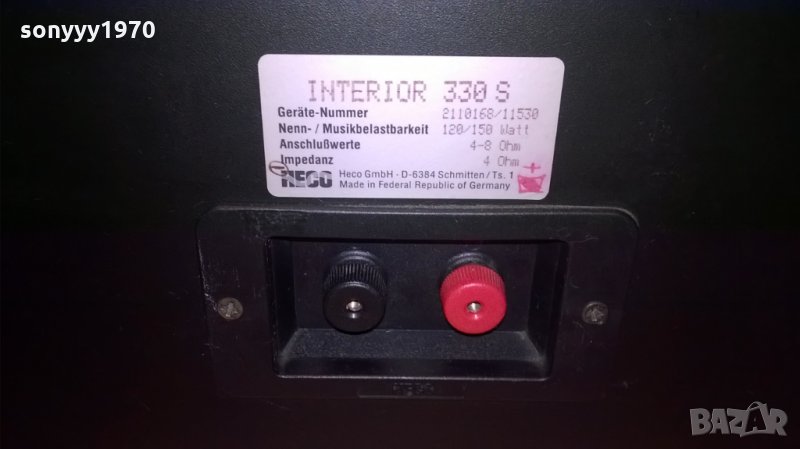 sonyyy1970
INTERIOR 330 S
Geräte-Nummer 2110168/11530
Nenn- / Musikbelastbarkeit 120/150 Watt
Anschlußwerte 4-8 Ohm
Impedanz 4 Ohm
HECO Heco GmbH · D-6384 Schmitten/Ts. 1
Made in Federal Republic of Germany
BAZAR